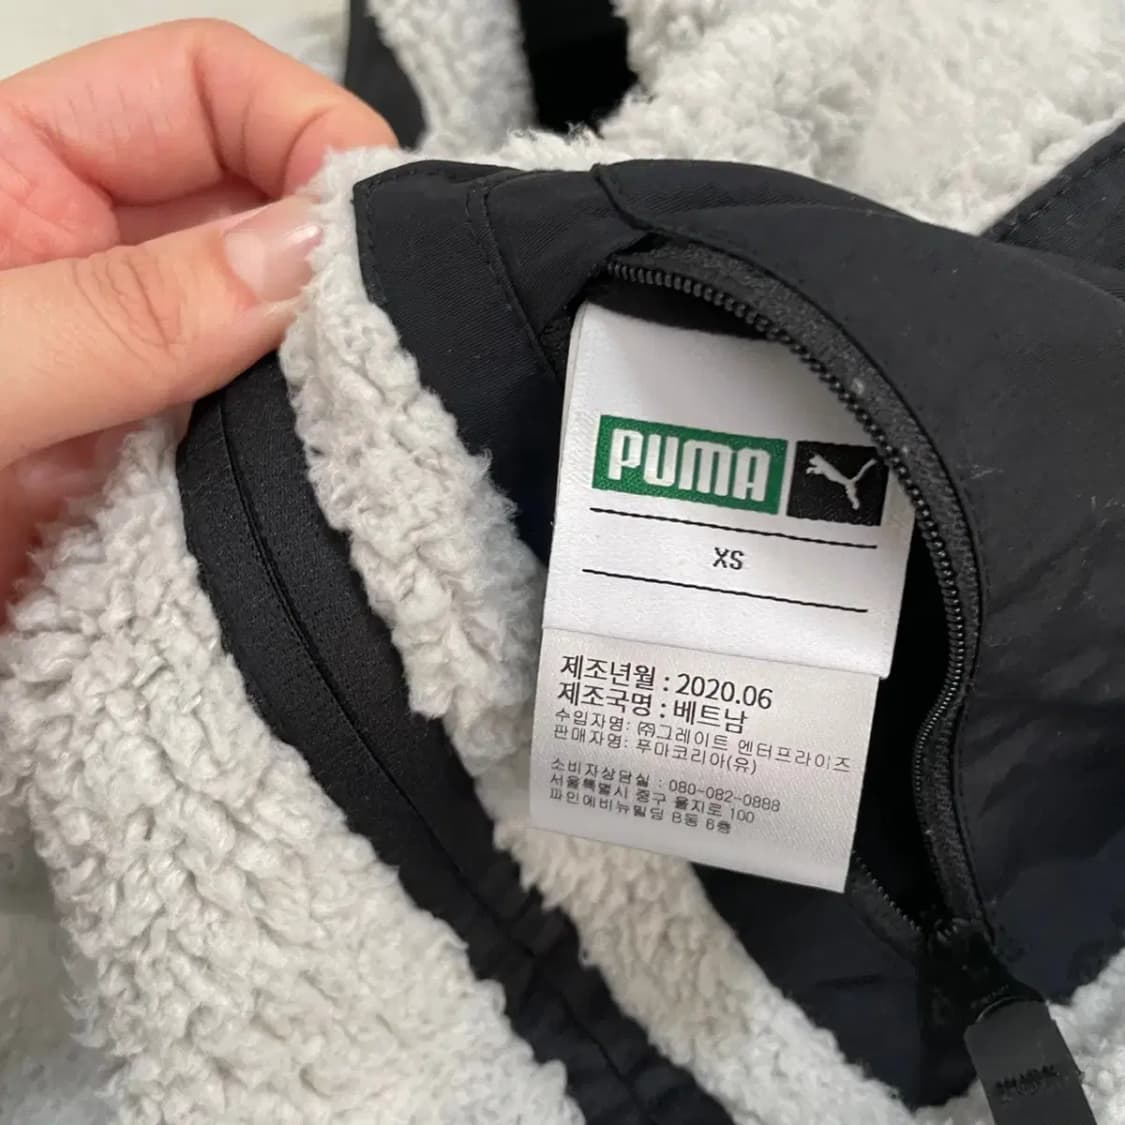 PUMA
XS
제조년월 : 2020.06
제조국명 : 베트남
수입자명: ㈜그레이트 엔터프라이즈
판매자명: 푸마코리아(유)
소비자상담실 : 080-082-0888
서울특별시 중구 을지로 100
파인에비뉴빌딩 B동 6층